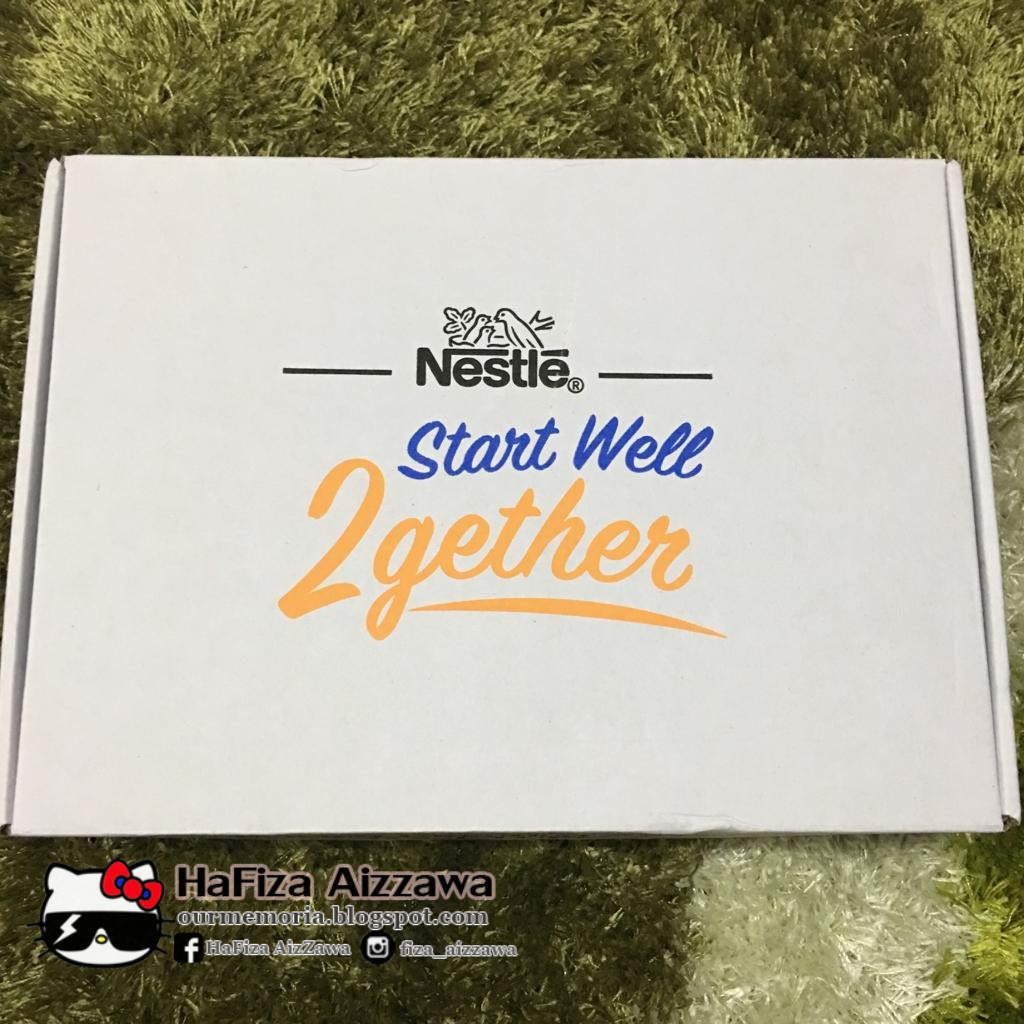 Nestlé®
Start Well
2gether
HaFiza Aizzawa
ourmemoria.blogspot.com
HaFiza AizZawa fiza_aizzawa